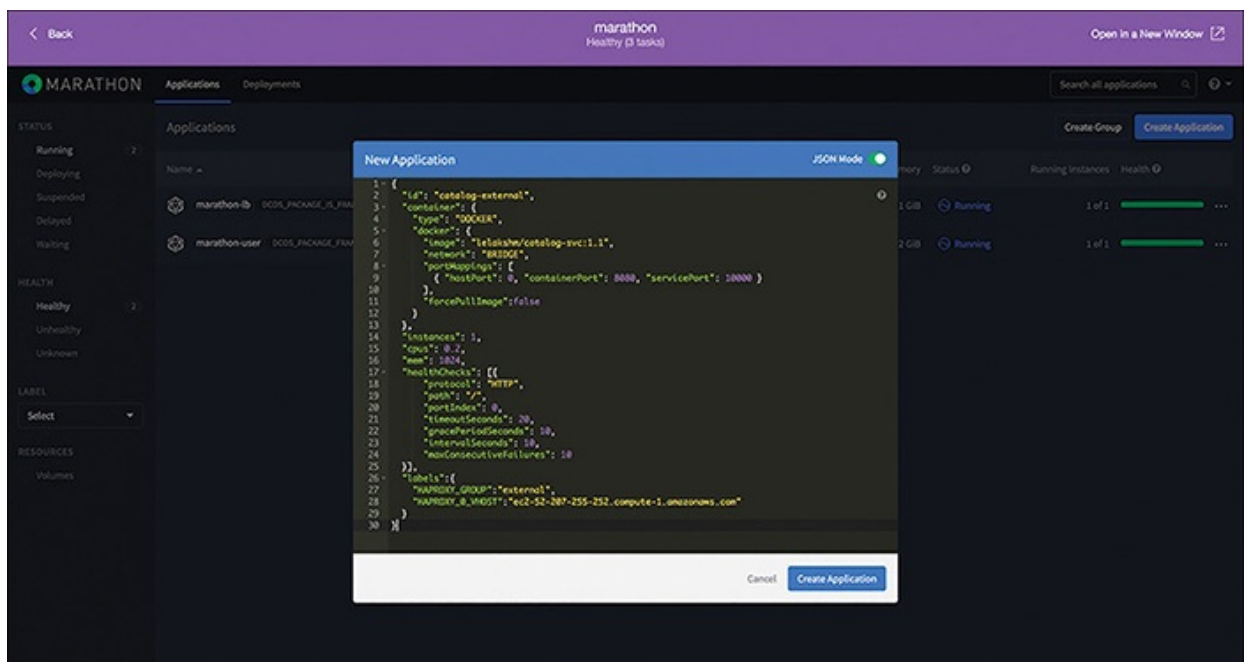 Back
marathon
Healthy (3 tasks)
Open in a New Window
MARATHON
Applications
Deployments
Search all applications
STATUS
Running 2
Deploying
Suspended
Delayed
Waiting
HEALTH
Healthy 2
Unhealthy
Unknown
LABEL
Select
RESOURCES
Volumes
Applications
Create Group
Create Application
Name
Status
Running Instances
Health
marathon-lb
1 GiB
Running
1 of 1
marathon-user
2 GiB
Running
1 of 1
New Application
JSON Mode
1 {
2 "id": "catalog-external",
3 "container": {
4 "type": "DOCKER",
5 "docker": {
6 "image": "lelakshm/catalog-svc:1.1",
7 "network": "BRIDGE",
8 "portMappings": [
9 { "hostPort": 0, "containerPort": 8080, "servicePort": 10000 }
10 ],
11 "forcePullImage":false
12 }
13 },
14 "instances": 1,
15 "cpus": 0.2,
16 "mem": 1024,
17 "healthChecks": [{
18 "protocol": "HTTP",
19 "path": "/",
20 "portIndex": 0,
21 "timeoutSeconds": 20,
22 "gracePeriodSeconds": 10,
23 "intervalSeconds": 10,
24 "maxConsecutiveFailures": 10
25 }],
26 "labels":{
27 "HAPROXY_GROUP":"external",
28 "HAPROXY_0_VHOST":"ec2-52-207-255-252.compute-1.amazonaws.com"
29 }
30 }
Cancel
Create Application